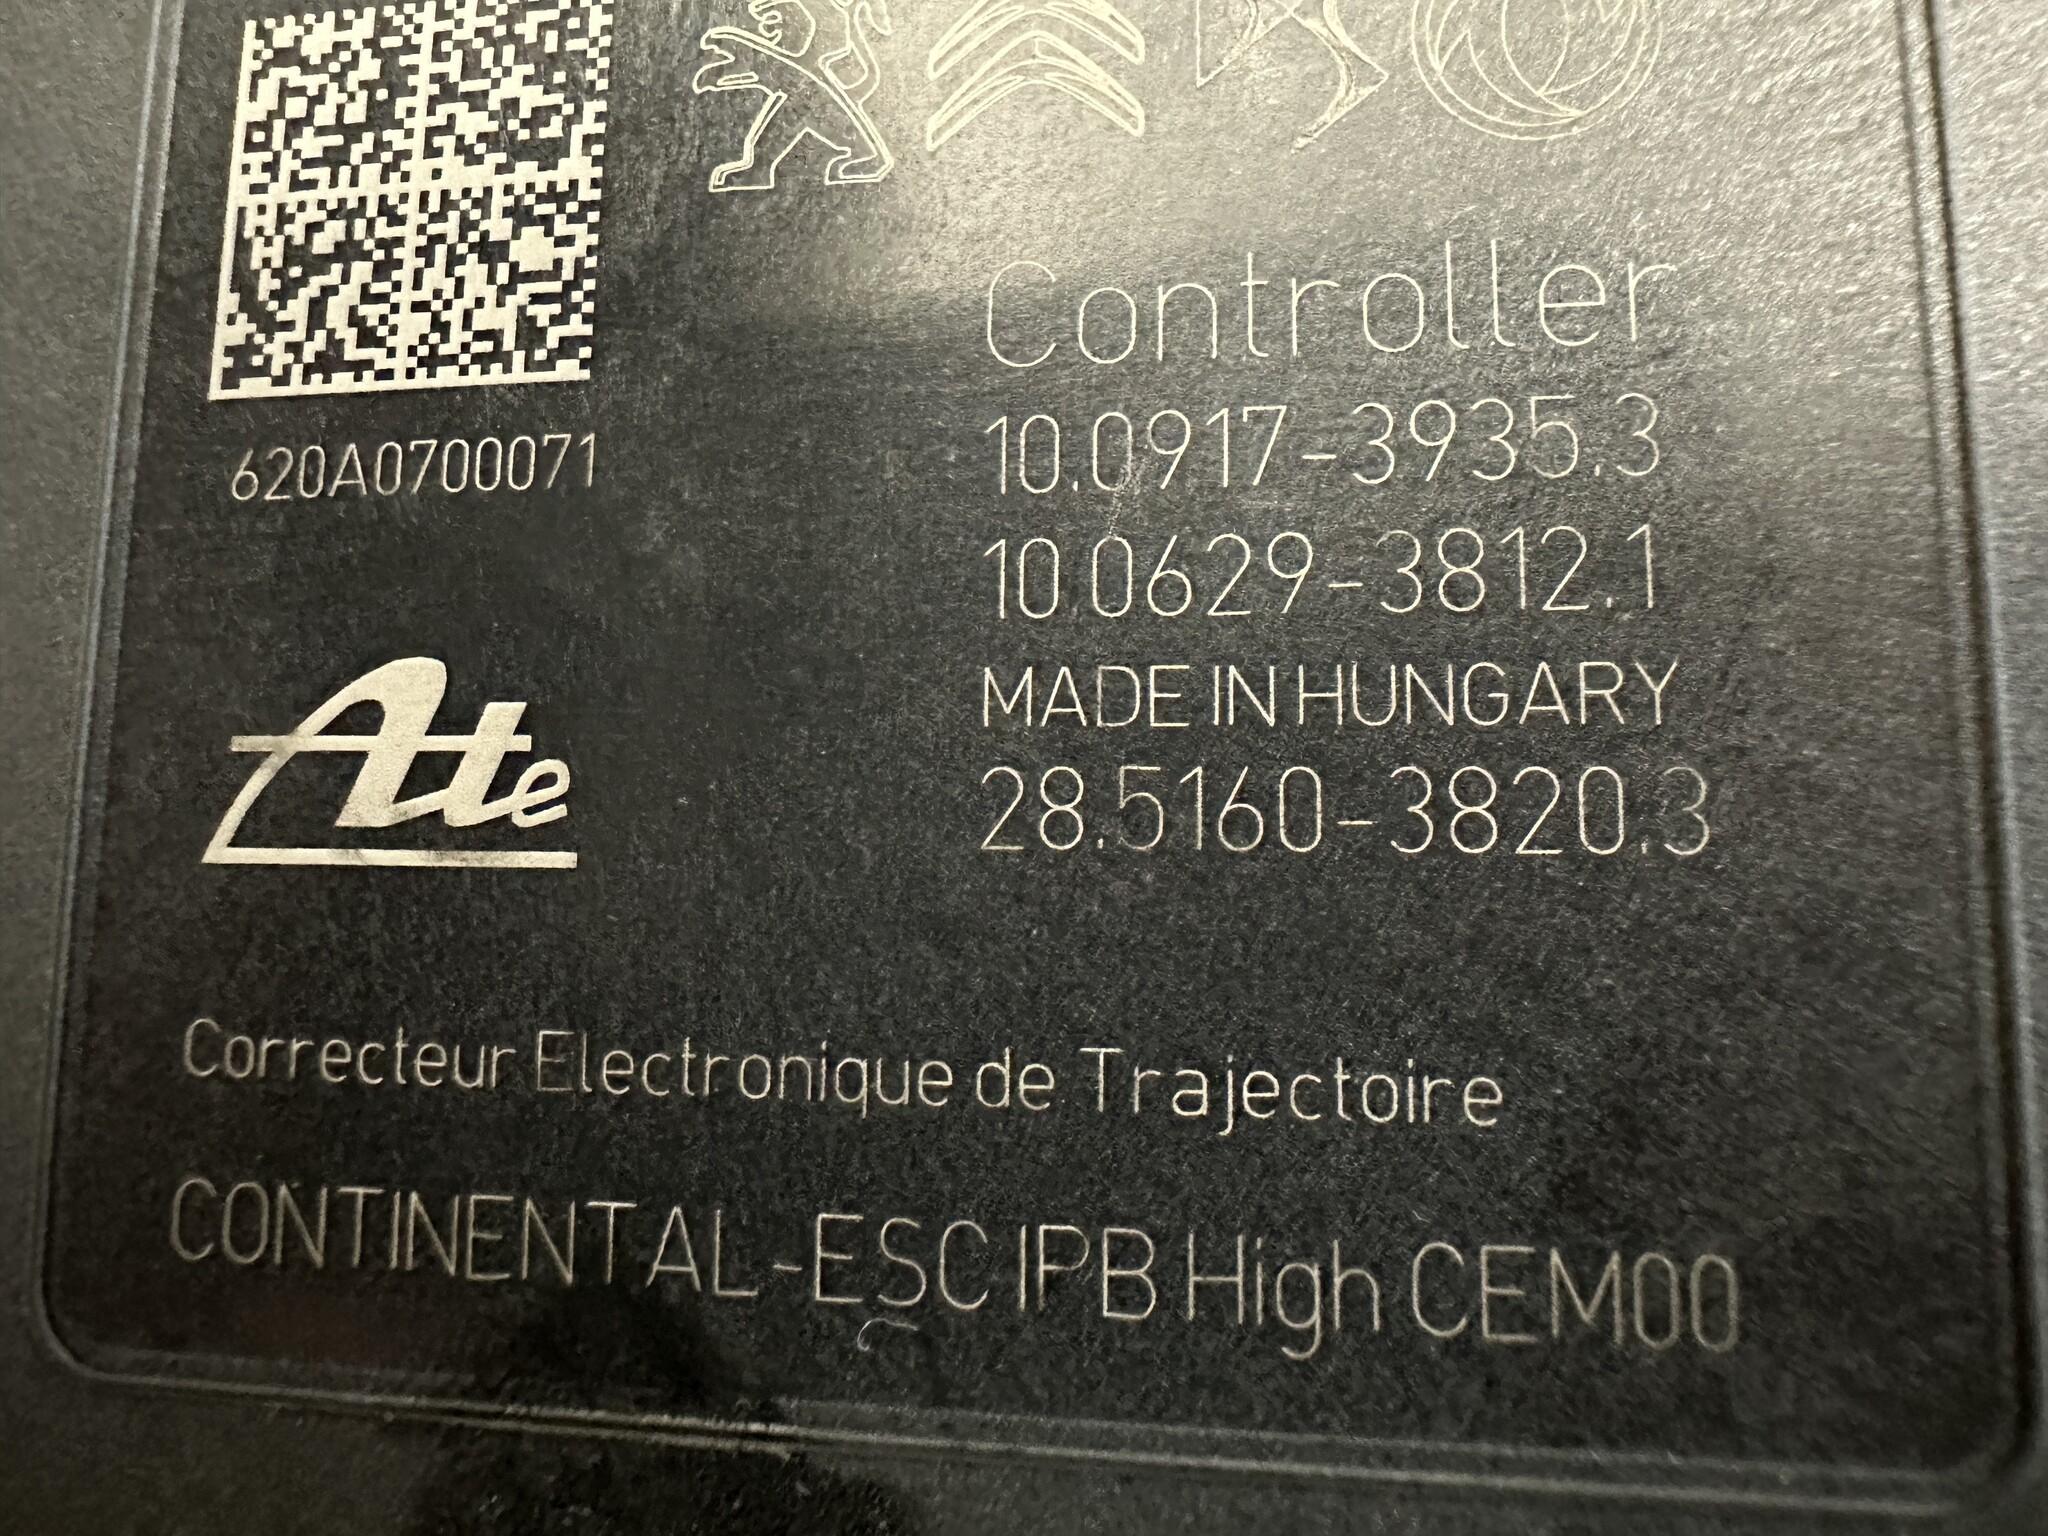 Controller
10.0917-3935.3
620A0700071
10.0629-3812.1
MADE IN HUNGARY
28.5160-3820.3
Ate
Correcteur Electronique de Trajectoire
CONTINENTAL-ESC IPB High CEM00